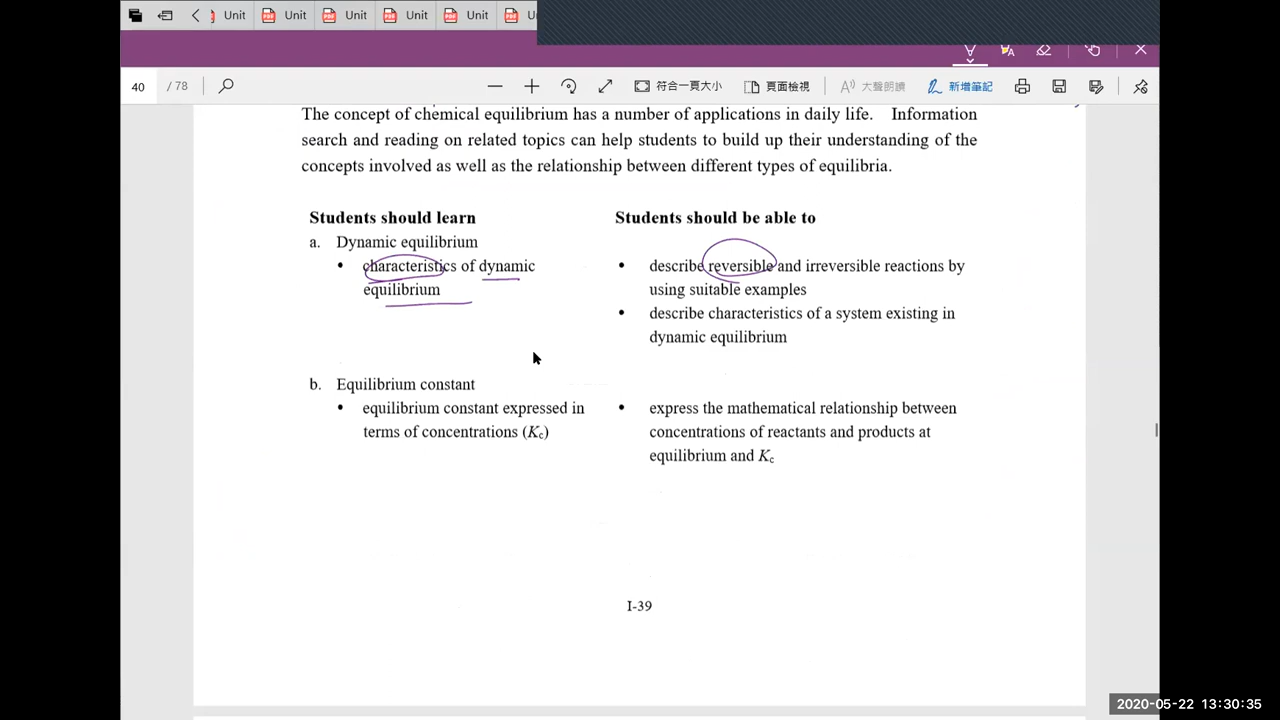 Unit
Unit
Unit
Unit
Unit
40 / 78
符合一頁大小
頁面檢視
大聲朗讀
新增筆記
The concept of chemical equilibrium has a number of applications in daily life. Information
search and reading on related topics can help students to build up their understanding of the
concepts involved as well as the relationship between different types of equilibria.
Students should learn
Students should be able to
a. Dynamic equilibrium
• characteristics of dynamic
equilibrium
• describe reversible and irreversible reactions by
using suitable examples
• describe characteristics of a system existing in
dynamic equilibrium
b. Equilibrium constant
• equilibrium constant expressed in
terms of concentrations (Kc)
• express the mathematical relationship between
concentrations of reactants and products at
equilibrium and Kc
I-39
2020-05-22 13:30:35